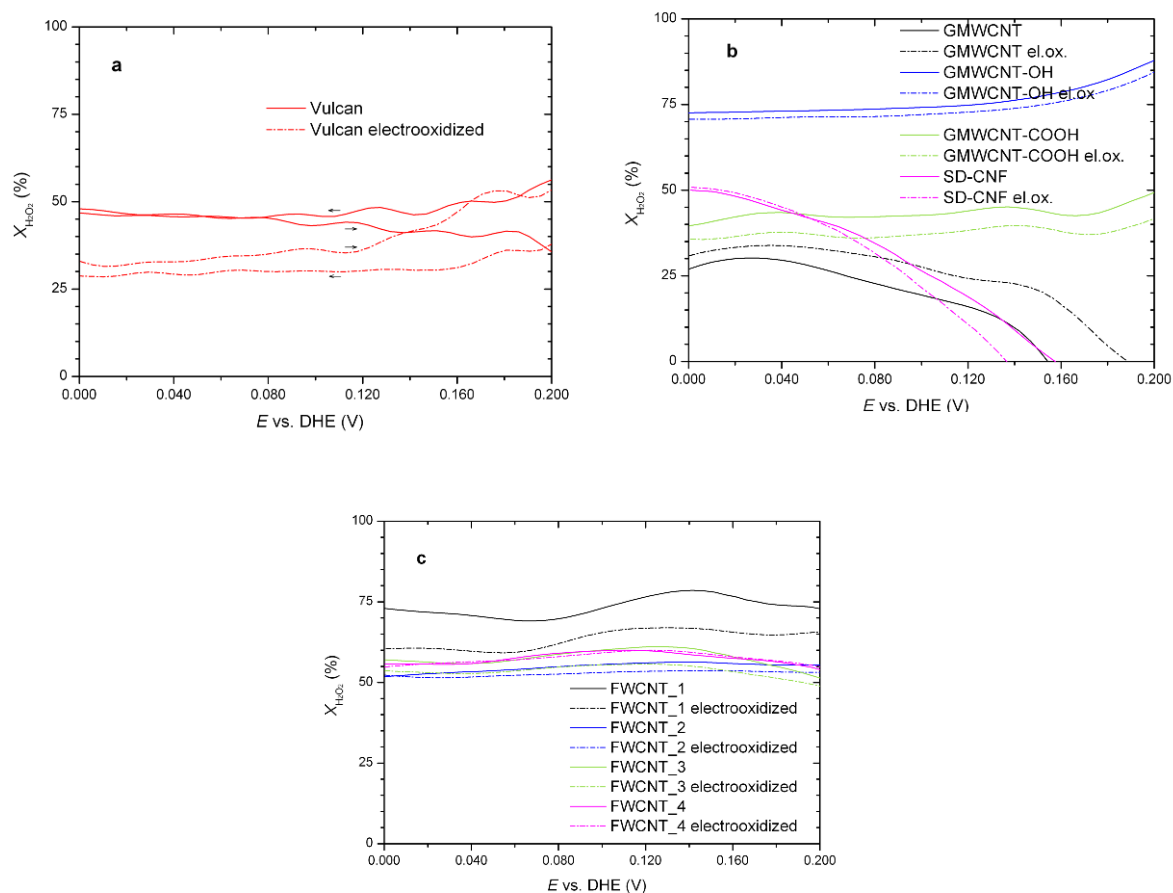 a
Vulcan
Vulcan electrooxidized
100
75
50
25
0
X_H₂O₂ (%)
0.000 0.040 0.080 0.120 0.160 0.200
E vs. DHE (V)
b
GMWCNT
GMWCNT el.ox.
GMWCNT-OH
GMWCNT-OH el.ox
GMWCNT-COOH
GMWCNT-COOH el.ox.
SD-CNF
SD-CNF el.ox.
100
75
50
25
0
X_H₂O₂ (%)
0.000 0.040 0.080 0.120 0.160 0.200
E vs. DHE (V)
c
FWCNT_1
FWCNT_1 electrooxidized
FWCNT_2
FWCNT_2 electrooxidized
FWCNT_3
FWCNT_3 electrooxidized
FWCNT_4
FWCNT_4 electrooxidized
100
75
50
25
0
X_H₂O₂ (%)
0.000 0.040 0.080 0.120 0.160 0.200
E vs. DHE (V)